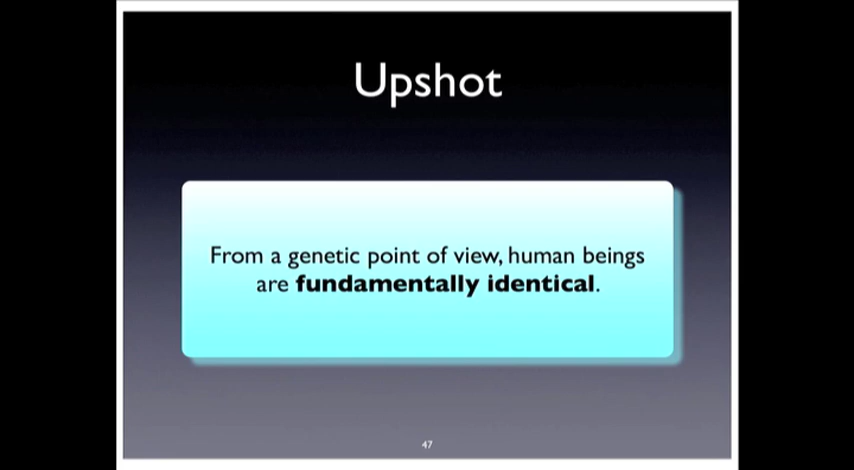 Upshot
From a genetic point of view, human beings
are fundamentally identical.
47